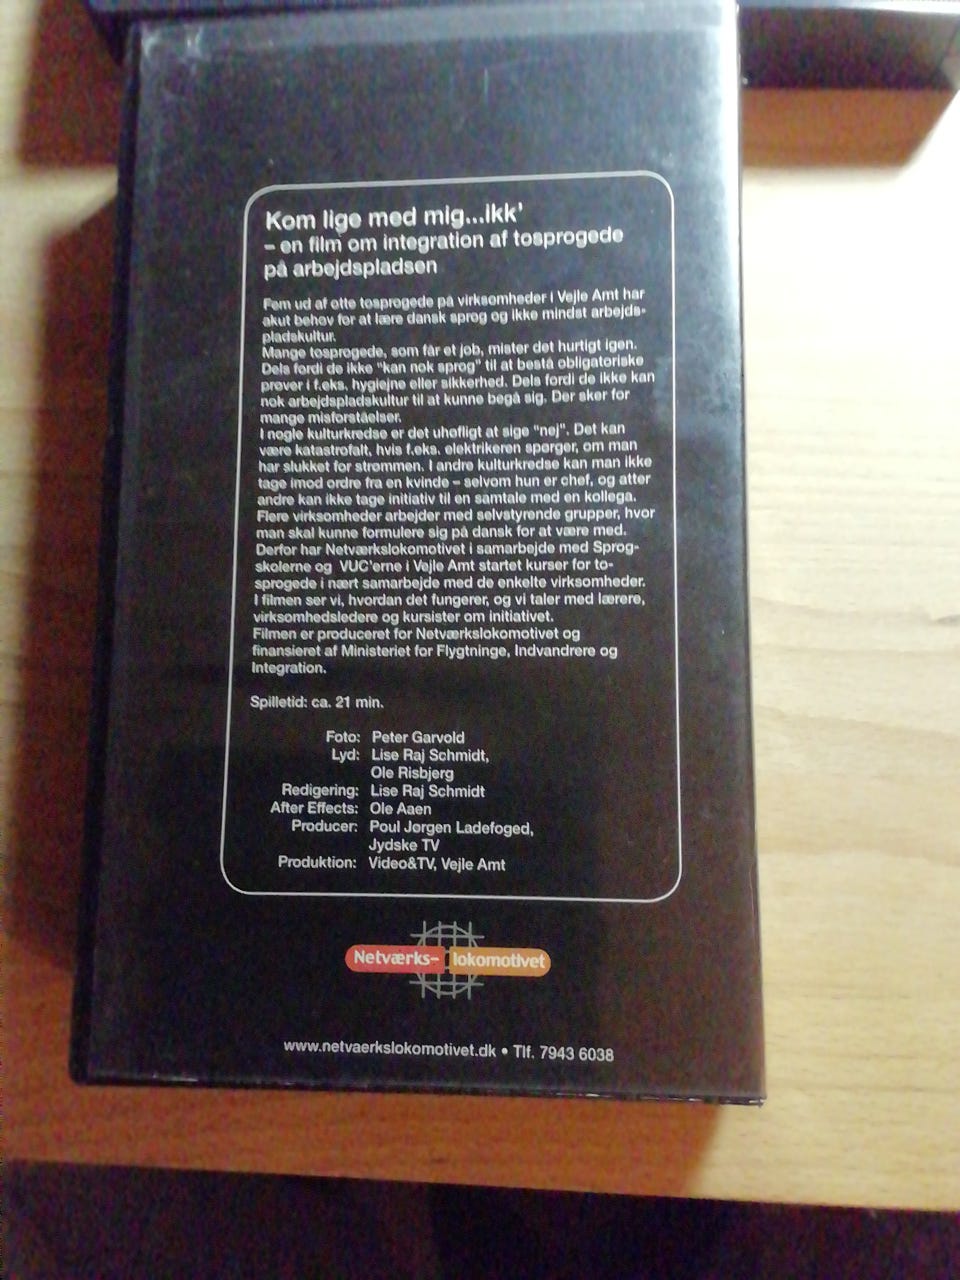 Kom lige med mig...ikk'
– en film om integration af tosprogede
på arbejdspladsen
Fem ud af otte tosprogede på virksomheder i Vejle Amt har
akut behov for at lære dansk sprog og ikke mindst arbejds-
pladskultur.
Mange tosprogede, som får et job, mister det hurtigt igen.
Dels fordi de ikke "kan nok sprog" til at bestå obligatoriske
prøver i f.eks. hygiejne eller sikkerhed. Dels fordi de ikke kan
nok arbejdspladskultur til at kunne begå sig. Der sker for
mange misforståelser.
I nogle kulturkredse er det uhøfligt at sige "nej". Det kan
være katastrofalt, hvis f.eks. elektrikeren spørger, om man
har slukket for strømmen. I andre kulturkredse kan man ikke
tage imod ordre fra en kvinde – selvom hun er chef, og atter
andre kan ikke tage initiativ til en samtale med en kollega.
Flere virksomheder arbejder med selvstyrende grupper, hvor
man skal kunne formulere sig på dansk for at være med.
Derfor har Netværkslokomotivet i samarbejde med Sprog-
skolerne og VUC'erne i Vejle Amt startet kurser for to-
sprogede i nært samarbejde med de enkelte virksomheder.
I filmen ser vi, hvordan det fungerer, og vi taler med lærere,
virksomhedsledere og kursister om initiativet.
Filmen er produceret for Netværkslokomotivet og
finansieret af Ministeriet for Flygtninge, Indvandrere og
Integration.
Spilletid: ca. 21 min.
Foto: Peter Garvold
Lyd: Lise Raj Schmidt,
Ole Risbjerg
Redigering: Lise Raj Schmidt
After Effects: Ole Aaen
Producer: Poul Jørgen Ladefoged,
Jydske TV
Produktion: Video&TV, Vejle Amt
Netværks- lokomotivet
www.netvaerkslokomotivet.dk • Tlf. 7943 6038